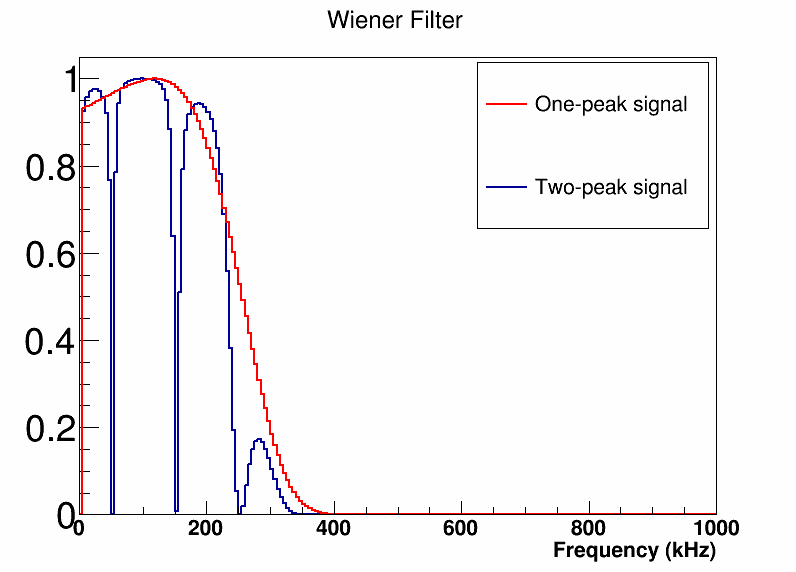 Wiener Filter
One-peak signal
Two-peak signal
1
0.8
0.6
0.4
0.2
0
0 200 400 600 800 1000
Frequency (kHz)